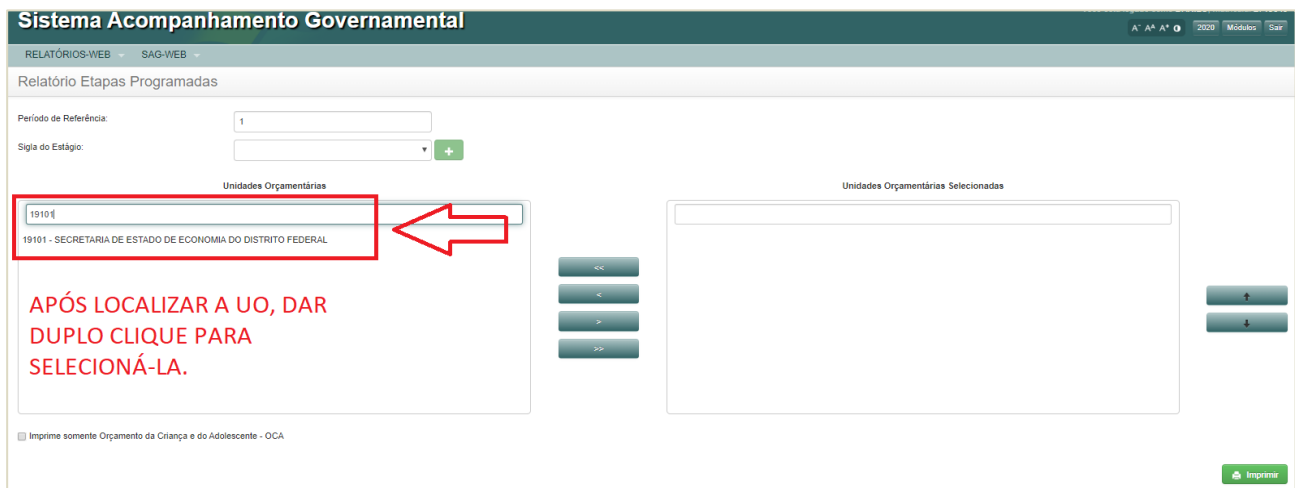 Sistema Acompanhamento Governamental
A- AA A+ 2020 Módulos Sair
RELATÓRIOS-WEB SAG-WEB
Relatório Etapas Programadas
Período de Referência: 1
Sigla do Estágio: +
Unidades Orçamentárias Unidades Orçamentárias Selecionadas
19101
19101 - SECRETARIA DE ESTADO DE ECONOMIA DO DISTRITO FEDERAL
<<
<
>
>>
APÓS LOCALIZAR A UO, DAR
DUPLO CLIQUE PARA
SELECIONÁ-LA.
Imprime somente Orçamento da Criança e do Adolescente - OCA
Imprimir